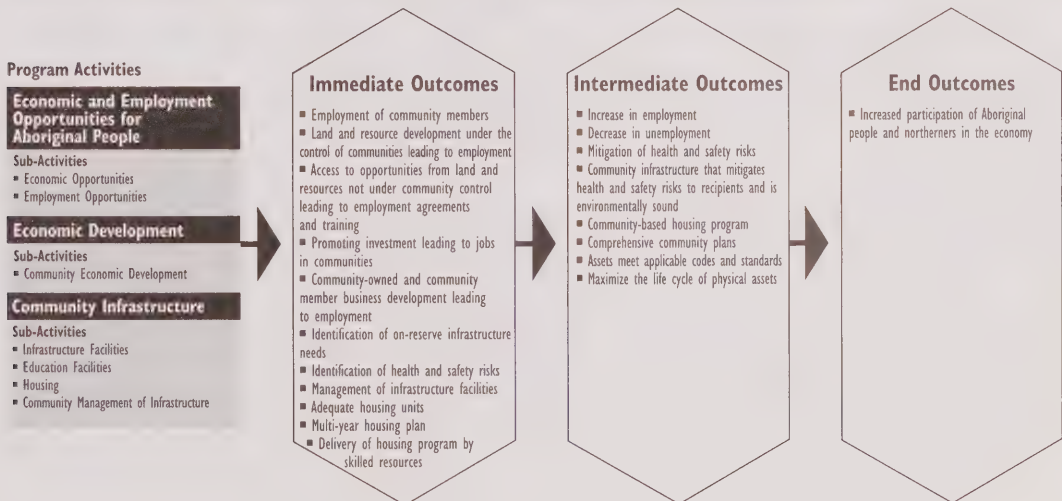 Program Activities
Economic and Employment
Opportunities for
Aboriginal People
Sub-Activities
▪ Economic Opportunities
▪ Employment Opportunities
Economic Development
Sub-Activities
▪ Community Economic Development
Community Infrastructure
Sub-Activities
▪ Infrastructure Facilities
▪ Education Facilities
▪ Housing
▪ Community Management of Infrastructure
Immediate Outcomes
▪ Employment of community members
▪ Land and resource development under the
control of communities leading to employment
▪ Access to opportunities from land and
resources not under community control
leading to employment agreements
and training
▪ Promoting investment leading to jobs
in communities
▪ Community-owned and community
member business development leading
to employment
▪ Identification of on-reserve infrastructure
needs
▪ Identification of health and safety risks
▪ Management of infrastructure facilities
▪ Adequate housing units
▪ Multi-year housing plan
▪ Delivery of housing program by
skilled resources
Intermediate Outcomes
▪ Increase in employment
▪ Decrease in unemployment
▪ Mitigation of health and safety risks
▪ Community infrastructure that mitigates
health and safety risks to recipients and is
environmentally sound
▪ Community-based housing program
▪ Comprehensive community plans
▪ Assets meet applicable codes and standards
▪ Maximize the life cycle of physical assets
End Outcomes
▪ Increased participation of Aboriginal
people and northerners in the economy